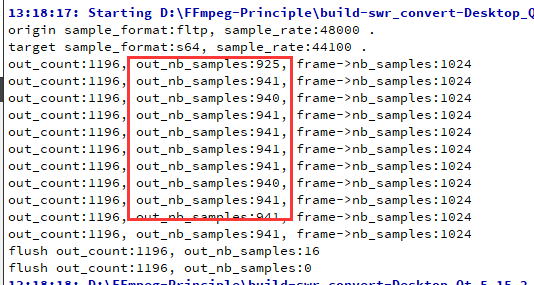 13:18:17: Starting D:\FFmpeg-Principle\build-swr_convert-Desktop_Q
origin sample_format:fltp, sample_rate:48000 .
target sample_format:s64, sample_rate:44100 .
out_count:1196, out_nb_samples:925, frame->nb_samples:1024
out_count:1196, out_nb_samples:941, frame->nb_samples:1024
out_count:1196, out_nb_samples:940, frame->nb_samples:1024
out_count:1196, out_nb_samples:941, frame->nb_samples:1024
out_count:1196, out_nb_samples:941, frame->nb_samples:1024
out_count:1196, out_nb_samples:941, frame->nb_samples:1024
out_count:1196, out_nb_samples:941, frame->nb_samples:1024
out_count:1196, out_nb_samples:940, frame->nb_samples:1024
out_count:1196, out_nb_samples:941, frame->nb_samples:1024
out_count:1196, out_nb_samples:941, frame->nb_samples:1024
out_count:1196, out_nb_samples:941, frame->nb_samples:1024
flush out_count:1196, out_nb_samples:16
flush out_count:1196, out_nb_samples:0
13:18:18: D:\FFmpeg-Principle\build-swr_convert-Desktop_Qt_5_15_2